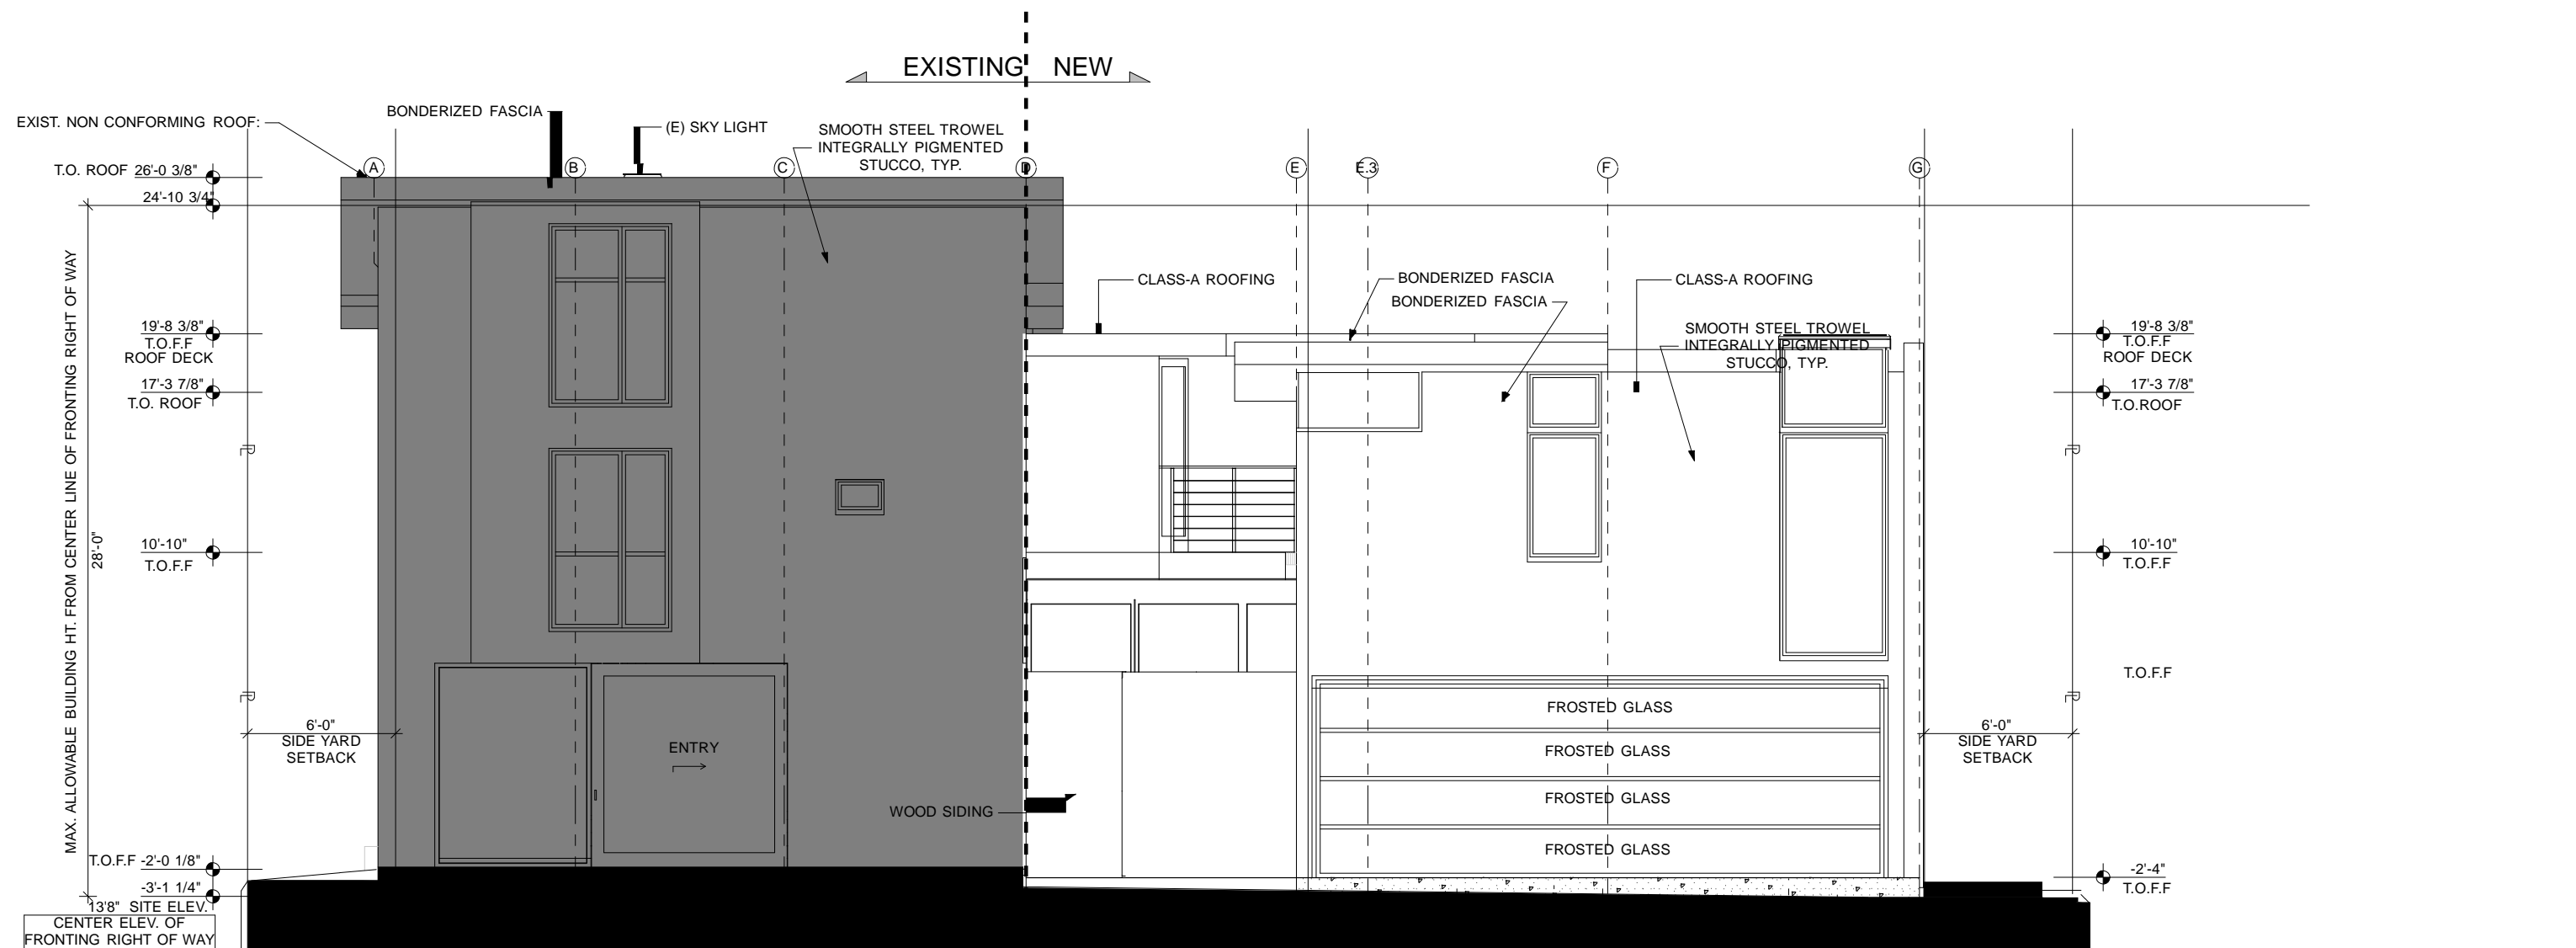 EXISTING NEW
BONDERIZED FASCIA
EXIST. NON CONFORMING ROOF:
(E) SKY LIGHT
SMOOTH STEEL TROWEL
INTEGRALLY PIGMENTED
STUCCO, TYP.
A
B
C
D
E
E.3
F
G
T.O. ROOF 26'-0 3/8"
24'-10 3/4"
MAX. ALLOWABLE BUILDING HT. FROM CENTER LINE OF FRONTING RIGHT OF WAY
28'-0"
CLASS-A ROOFING
BONDERIZED FASCIA
BONDERIZED FASCIA
CLASS-A ROOFING
SMOOTH STEEL TROWEL
INTEGRALLY PIGMENTED
STUCCO, TYP.
19'-8 3/8"
T.O.F.F
ROOF DECK
17'-3 7/8"
T.O. ROOF
19'-8 3/8"
T.O.F.F
ROOF DECK
17'-3 7/8"
T.O.ROOF
PL
PL
10'-10"
T.O.F.F
10'-10"
T.O.F.F
T.O.F.F
PL
PL
6'-0"
SIDE YARD
SETBACK
ENTRY
FROSTED GLASS
FROSTED GLASS
FROSTED GLASS
FROSTED GLASS
6'-0"
SIDE YARD
SETBACK
WOOD SIDING
T.O.F.F -2'-0 1/8"
-3'-1 1/4"
13'8" SITE ELEV.
CENTER ELEV. OF
FRONTING RIGHT OF WAY
-2'-4"
T.O.F.F